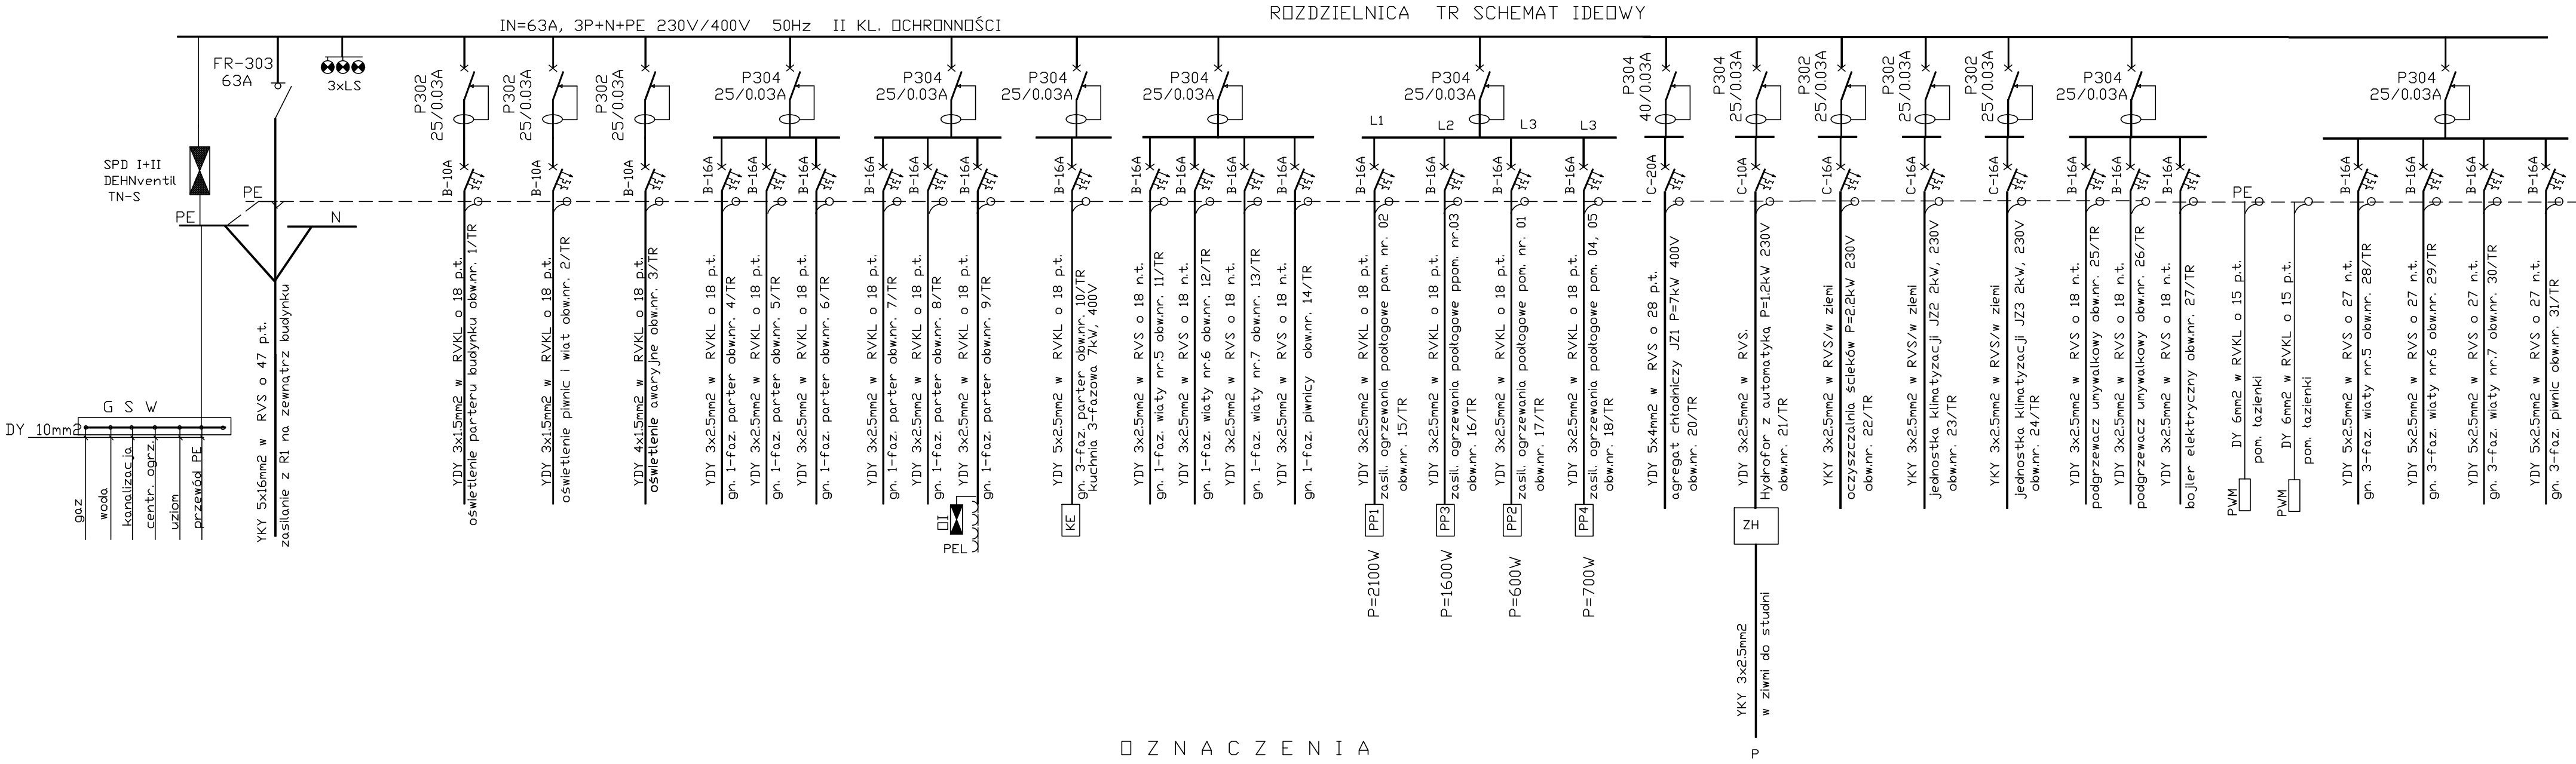 ROZDZIELNICA TR SCHEMAT IDEOWY
IN=63A, 3P+N+PE 230V/400V 50Hz II KL. OCHRONNOŚCI
FR-303
63A
3xLS
SPD I+II
DEHNventil
TN-S
PE
PE
N
G S W
DY 10mm2
gaz
woda
kanalizacja
centr. ogrz.
uziom
przewód PE
YKY 5x16mm2 w RVS o 47 p.t.
zasilanie z R1 na zewnątrz budynku
P302
25/0.03A
B-10A
YDY 3x1.5mm2 w RVKL o 18 p.t.
oświetlenie parteru budynku obw.nr. 1/TR
P302
25/0.03A
B-10A
YDY 3x1.5mm2 w RVKL o 18 p.t.
oświetlenie piwnic i wiat obw.nr. 2/TR
P302
25/0.03A
B-10A
YDY 4x1.5mm2 w RVKL o 18 p.t.
oświetlenie awaryjne obw.nr. 3/TR
P304
25/0.03A
B-16A
YDY 3x2.5mm2 w RVKL o 18 p.t.
gn. 1-faz. parter obw.nr. 4/TR
B-16A
YDY 3x2.5mm2 w RVKL o 18 p.t.
gn. 1-faz. parter obw.nr. 5/TR
B-16A
YDY 3x2.5mm2 w RVKL o 18 p.t.
gn. 1-faz. parter obw.nr. 6/TR
P304
25/0.03A
B-16A
YDY 3x2.5mm2 w RVKL o 18 p.t.
gn. 1-faz. parter obw.nr. 7/TR
B-16A
YDY 3x2.5mm2 w RVKL o 18 p.t.
gn. 1-faz. parter obw.nr. 8/TR
B-16A
YDY 3x2.5mm2 w RVKL o 18 p.t.
gn. 1-faz. parter obw.nr. 9/TR
OI
PEL
P304
25/0.03A
B-16A
YDY 5x2.5mm2 w RVKL o 18 p.t.
gn. 3-faz. parter obw.nr. 10/TR
kuchnia 3-fazowa 7kW, 400V
KE
P304
25/0.03A
B-16A
YDY 3x2.5mm2 w RVS o 18 n.t.
gn. 1-faz. wiaty nr.5 obw.nr. 11/TR
B-16A
YDY 3x2.5mm2 w RVS o 18 n.t.
gn. 1-faz. wiaty nr.6 obw.nr. 12/TR
B-16A
YDY 3x2.5mm2 w RVS o 18 n.t.
gn. 1-faz. wiaty nr.7 obw.nr. 13/TR
B-16A
YDY 3x2.5mm2 w RVS o 18 n.t.
gn. 1-faz. piwnicy obw.nr. 14/TR
P304
25/0.03A
L1
L2
L3
L3
B-16A
YDY 3x2.5mm2 w RVKL o 18 p.t.
zasil. ogrzewania podłogowe pam. nr. 02
obw.nr. 15/TR
PP1
P=2100W
B-16A
YDY 3x2.5mm2 w RVKL o 18 p.t.
zasil. ogrzewania podłogowe ppom. nr.03
obw.nr. 16/TR
PP3
P=1600W
B-16A
YDY 3x2.5mm2 w RVKL o 18 p.t.
zasil. ogrzewania podłogowe pom. nr. 01
obw.nr. 17/TR
PP2
P=600W
B-16A
YDY 3x2.5mm2 w RVKL o 18 p.t.
zasil. ogrzewania podłogowe pom. 04, 05
obw.nr. 18/TR
PP4
P=700W
P304
40/0.03A
C-20A
YDY 5x4mm2 w RVS o 28 p.t.
agregat chłodniczy JZ1 P=7kW 400V
obw.nr. 20/TR
P304
25/0.03A
C-10A
YDY 3x2.5mm2 w RVS.
Hydrofor z automatyka P=1.2kW 230V
obw.nr. 21/TR
ZH
YKY 3x2.5mm2
w ziwmi do studni
P
P302
25/0.03A
C-16A
YKY 3x2.5mm2 w RVS/w ziemi
oczyszczalnia ścieków P=2.2kW 230V
obw.nr. 22/TR
P302
25/0.03A
C-16A
YKY 3x2.5mm2 w RVS/w ziemi
jednostka klimatyzacji JZ2 2kW, 230V
obw.nr. 23/TR
P302
25/0.03A
C-16A
YKY 3x2.5mm2 w RVS/w ziemi
jednostka klimatyzacji JZ3 2kW, 230V
obw.nr. 24/TR
P304
25/0.03A
B-16A
YDY 3x2.5mm2 w RVS o 18 n.t.
podgrzewacz umywalkowy obw.nr. 25/TR
B-16A
YDY 3x2.5mm2 w RVS o 18 n.t.
podgrzewacz umywalkowy obw.nr. 26/TR
B-16A
YDY 3x2.5mm2 w RVS o 18 n.t.
bojler elektryczny obw.nr. 27/TR
PE
DY 6mm2 w RVKL o 15 p.t.
pom. łazienki
PWM
DY 6mm2 w RVKL o 15 p.t.
pom. łazienki
PWM
P304
25/0.03A
B-16A
YDY 5x2.5mm2 w RVS o 27 n.t.
gn. 3-faz. wiaty nr.5 obw.nr. 28/TR
B-16A
YDY 5x2.5mm2 w RVS o 27 n.t.
gn. 3-faz. wiaty nr.6 obw.nr. 29/TR
B-16A
YDY 5x2.5mm2 w RVS o 27 n.t.
gn. 3-faz. wiaty nr.7 obw.nr. 30/TR
B-16A
YDY 5x2.5mm2 w RVS o 27 n.t.
gn. 3-faz. piwnic obw.nr. 31/TR
O Z N A C Z E N I A